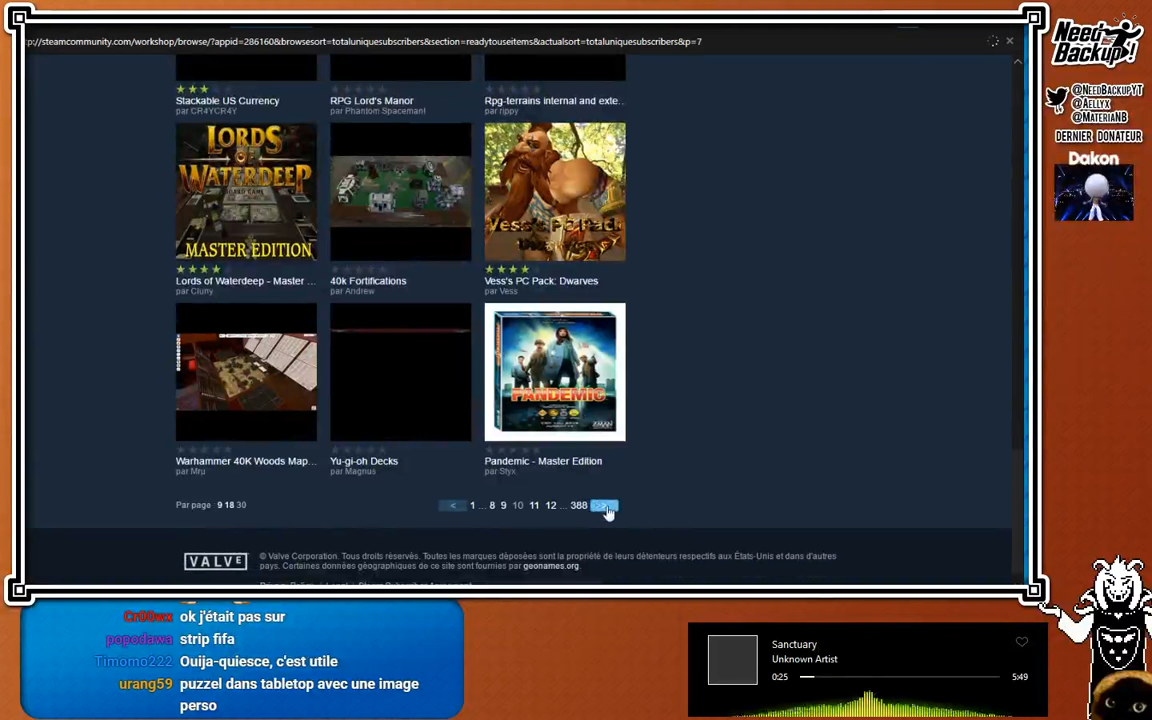 ://steamcommunity.com/workshop/browse/?appid=286160&browsesort=totaluniquesubscribers&section=readytouseitems&actualsort=totaluniquesubscribers&p=7
Need Backup!
@NeedBackupYT
@Aellyx
@MateriaNB
DERNIER DONATEUR
Dakon
Stackable US Currency
par CR4YCR4Y
RPG Lord's Manor
par Phantom Spaceman!
Rpg-terrains internal and exte...
par rippy
LORDS OF WATERDEEP
BOARD GAME
MASTER EDITION
Vess's PC Pack
Lords of Waterdeep - Master ...
par Cluny
40k Fortifications
par Andrew
Vess's PC Pack: Dwarves
par Vess
PANDEMIC
Warhammer 40K Woods Map...
par Mru
Yu-gi-oh Decks
par Magnus
Pandemic - Master Edition
par Styx
Par page 9 18 30
< 1 ... 8 9 10 11 12 ... 388 >
VALVE
© Valve Corporation. Tous droits réservés. Toutes les marques déposées sont la propriété de leurs détenteurs respectifs aux États-Unis et dans d'autres
pays. Certaines données géographiques de ce site sont fournies par geonames.org.
Cr00wx ok j'était pas sur
popodawa strip fifa
Timomo222 Ouija-quiesce, c'est utile
urang59 puzzel dans tabletop avec une image
perso
Sanctuary
Unknown Artist
0:25
5:49